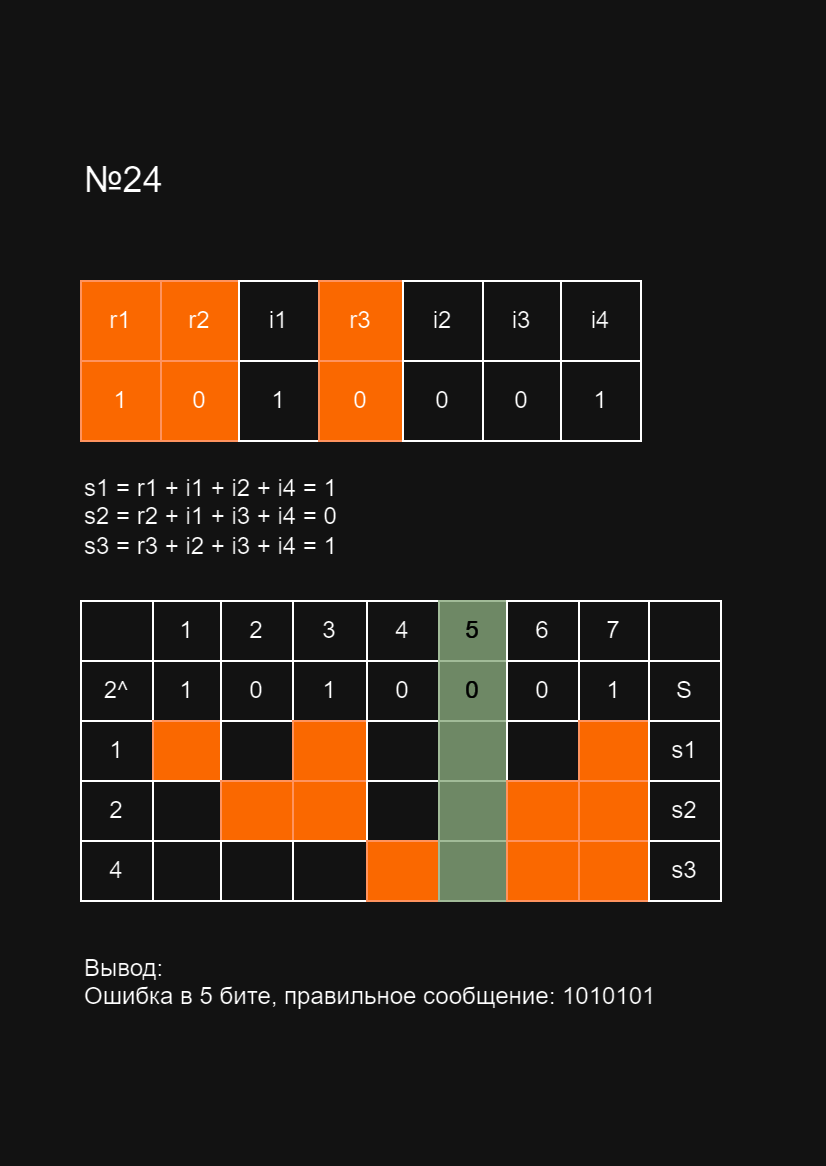 №24
r1 r2 i1 r3 i2 i3 i4
1 0 1 0 0 0 1
s1 = r1 + i1 + i2 + i4 = 1
s2 = r2 + i1 + i3 + i4 = 0
s3 = r3 + i2 + i3 + i4 = 1
1 2 3 4 5 6 7
2^ 1 0 1 0 0 0 1 S
1 s1
2 s2
4 s3
Вывод:
Ошибка в 5 бите, правильное сообщение: 1010101